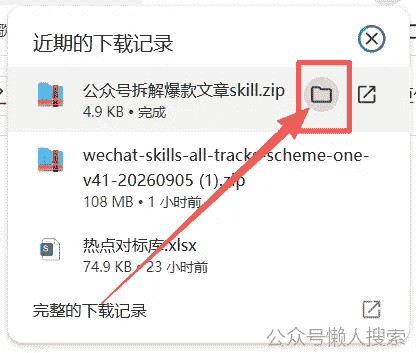 近期的下载记录
公众号拆解爆款文章skill.zip
4.9 KB • 完成
wechat-skills-all-tracks-scheme-one-
v41-20260905 (1).zip
108 MB • 1 小时前
热点对标库.xlsx
74.9 KB • 23 小时前
完整的下载记录
公众号懒人搜索